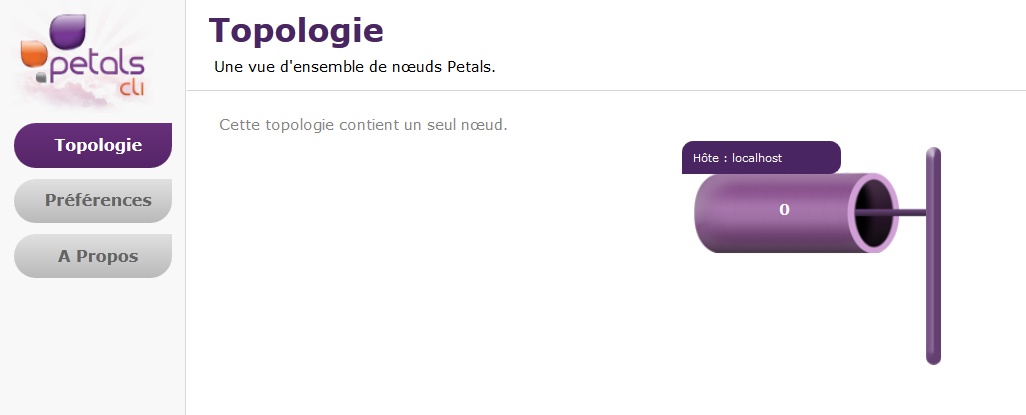 petals
cli
Topologie
Préférences
A Propos
Topologie
Une vue d'ensemble de nœuds Petals.
Cette topologie contient un seul nœud.
Hôte : localhost
0